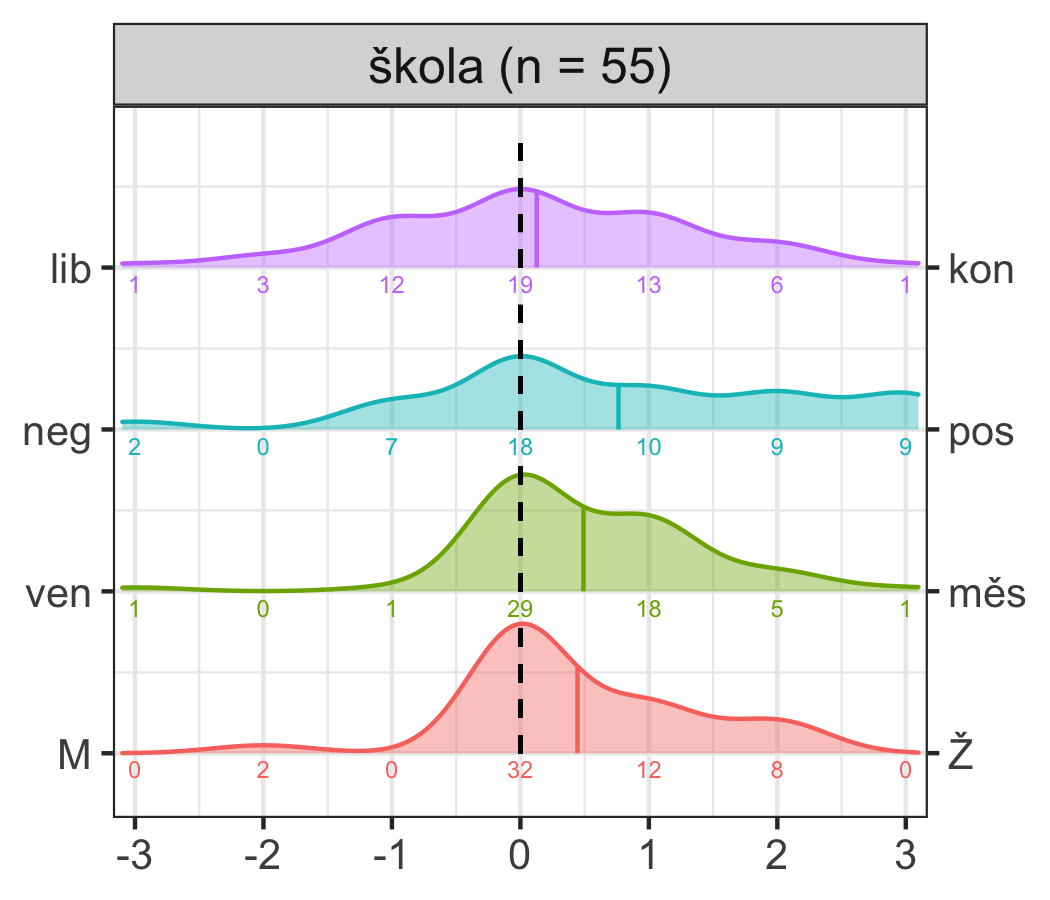 škola (n = 55)
lib kon
1 3 12 19 13 6 1
neg pos
2 0 7 18 10 9 9
ven měs
1 0 1 29 18 5 1
M Ž
0 2 0 32 12 8 0
-3 -2 -1 0 1 2 3